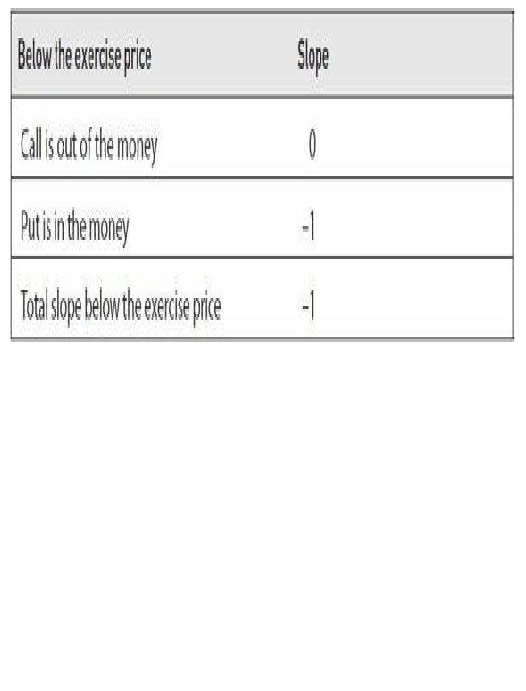 Below the exercise price Slope
Call is out of the money 0
Put is in the money –1
Total slope below the exercise price –1